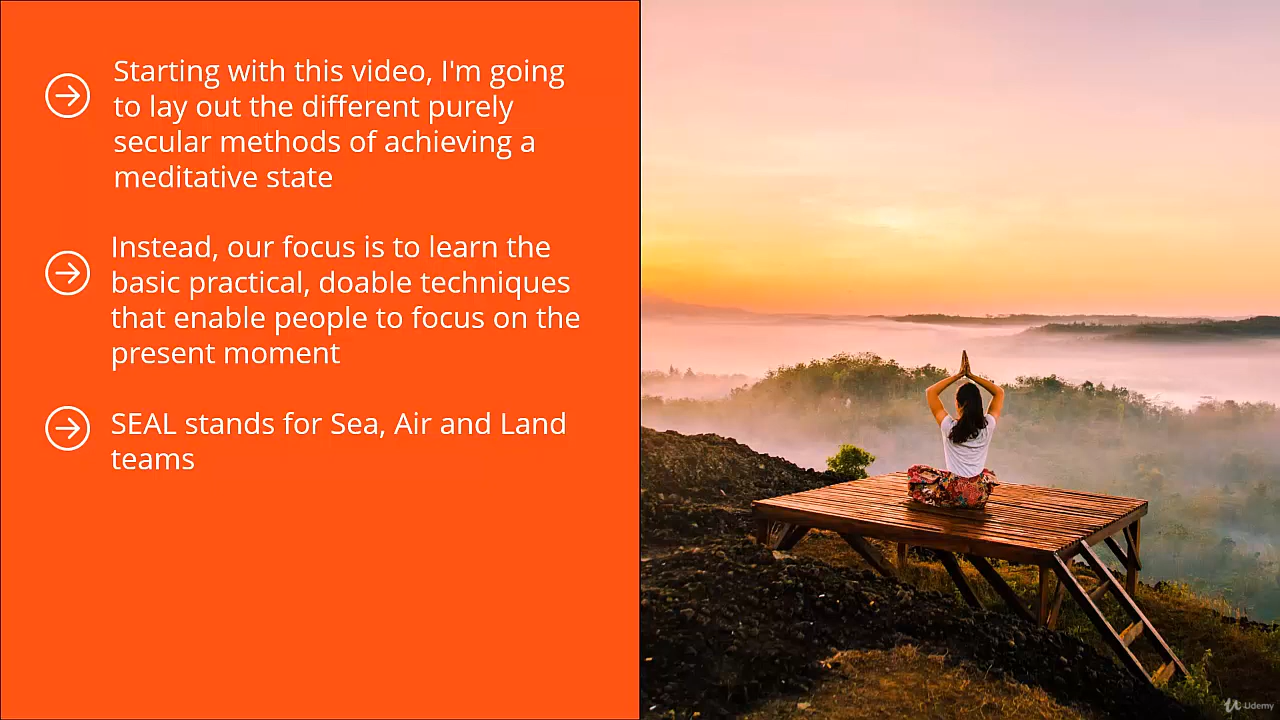 Starting with this video, I'm going
to lay out the different purely
secular methods of achieving a
meditative state
Instead, our focus is to learn the
basic practical, doable techniques
that enable people to focus on the
present moment
SEAL stands for Sea, Air and Land
teams
Udemy